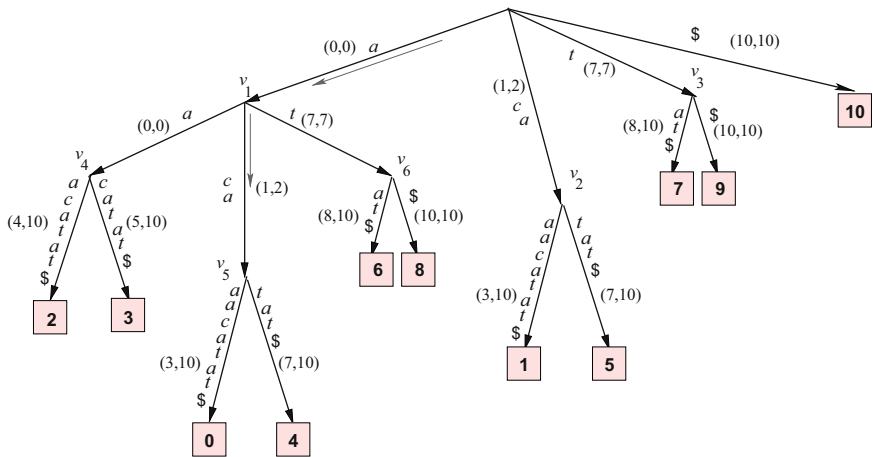 $ (10,10)
(0,0) a
t (7,7)
v1
v3
(1,2)
c
a
10
(0,0) a
t (7,7)
(8,10)
a
t
$
$
(10,10)
v4
v6
v2
7
9
c
a
(1,2)
a
c
a
t
a
t
$
(4,10)
c
a
t
a
t
$
(5,10)
(8,10)
a
t
$
$
(10,10)
v5
6
8
a
a
c
a
t
a
t
$
(3,10)
t
a
t
$
(7,10)
2
3
a
a
c
a
t
a
t
$
(3,10)
t
a
t
$
(7,10)
1
5
0
4